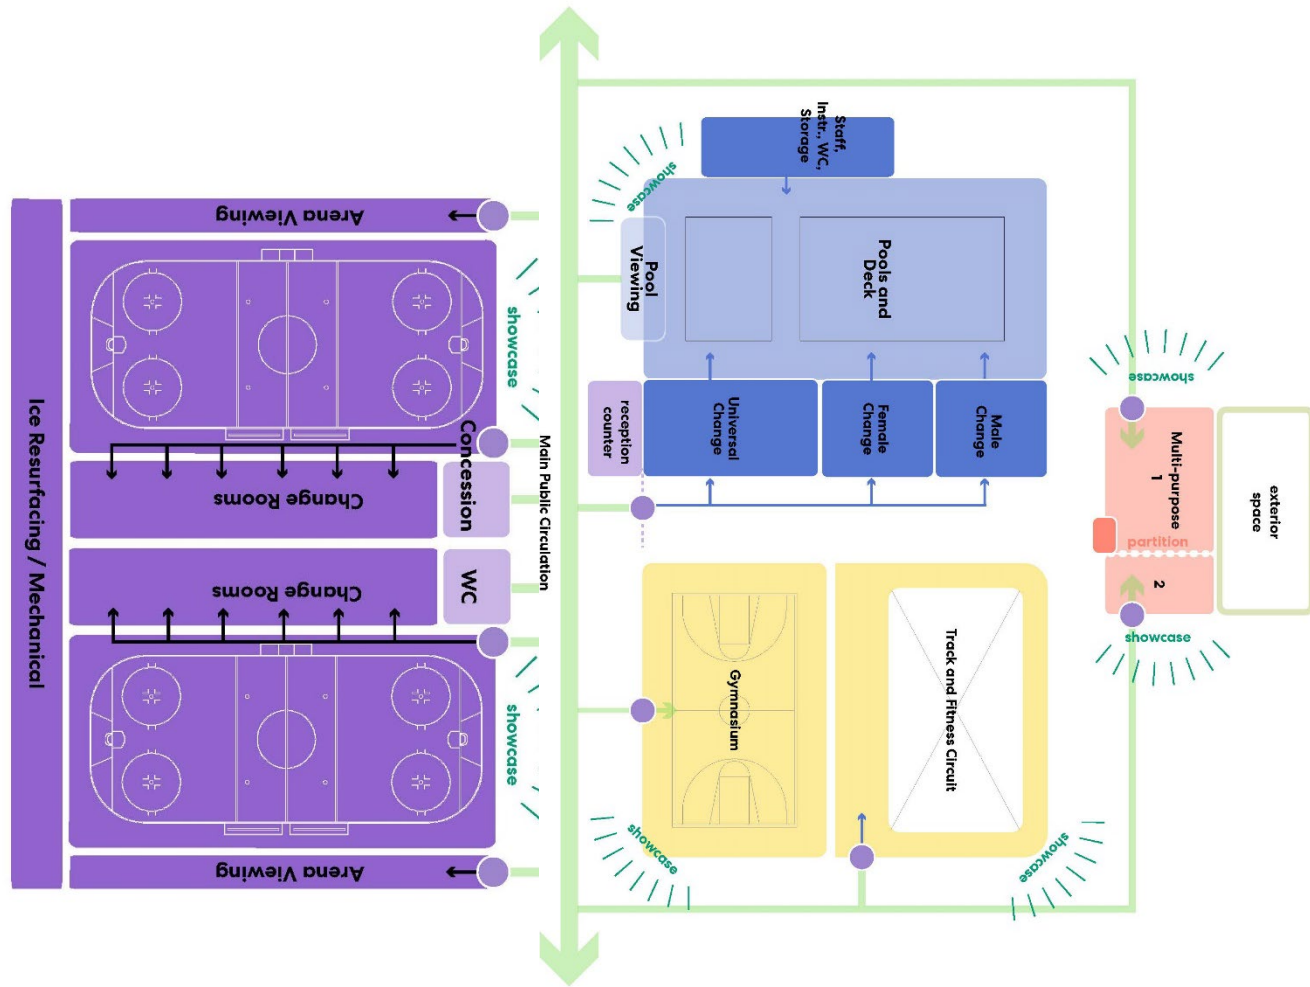 Staff,
Instr., WC,
Storage
showcase
Arena Viewing
Pool
Viewing
Pools and
Deck
showcase
showcase
Ice Resurfacing / Mechanical
Concession
Change Rooms
Main Public Circulation
reception
counter
Universal
Change
Female
Change
Male
Change
Multi-purpose
1
exterior
space
partition
2
WC
Change Rooms
showcase
showcase
Gymnasium
Track and Fitness Circuit
showcase
showcase
Arena Viewing